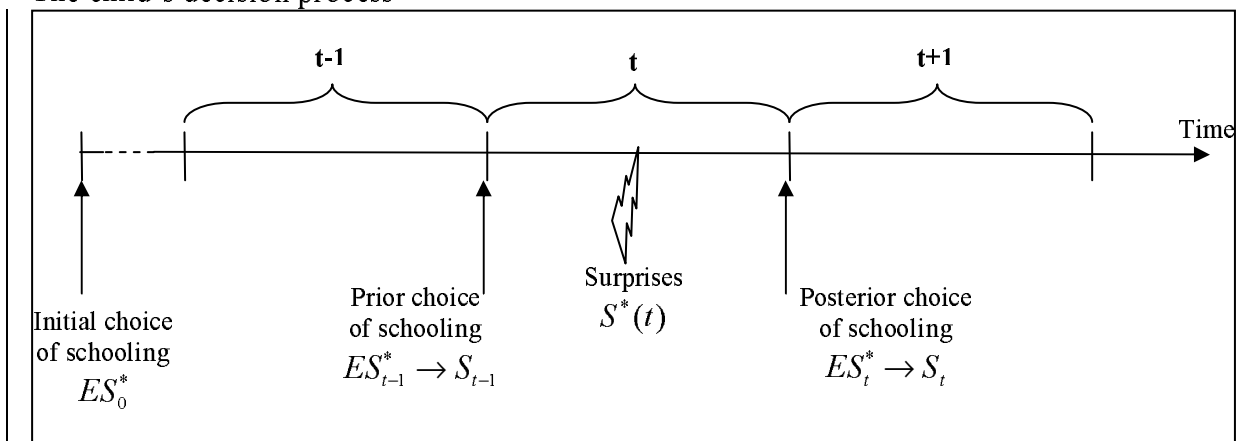 The child's decision process
t-1
t
t+1
Time
Surprises
S*(t)
Initial choice
of schooling
ES*₀
Prior choice
of schooling
ES*ₜ₋₁ → Sₜ₋₁
Posterior choice
of schooling
ES*ₜ → Sₜ